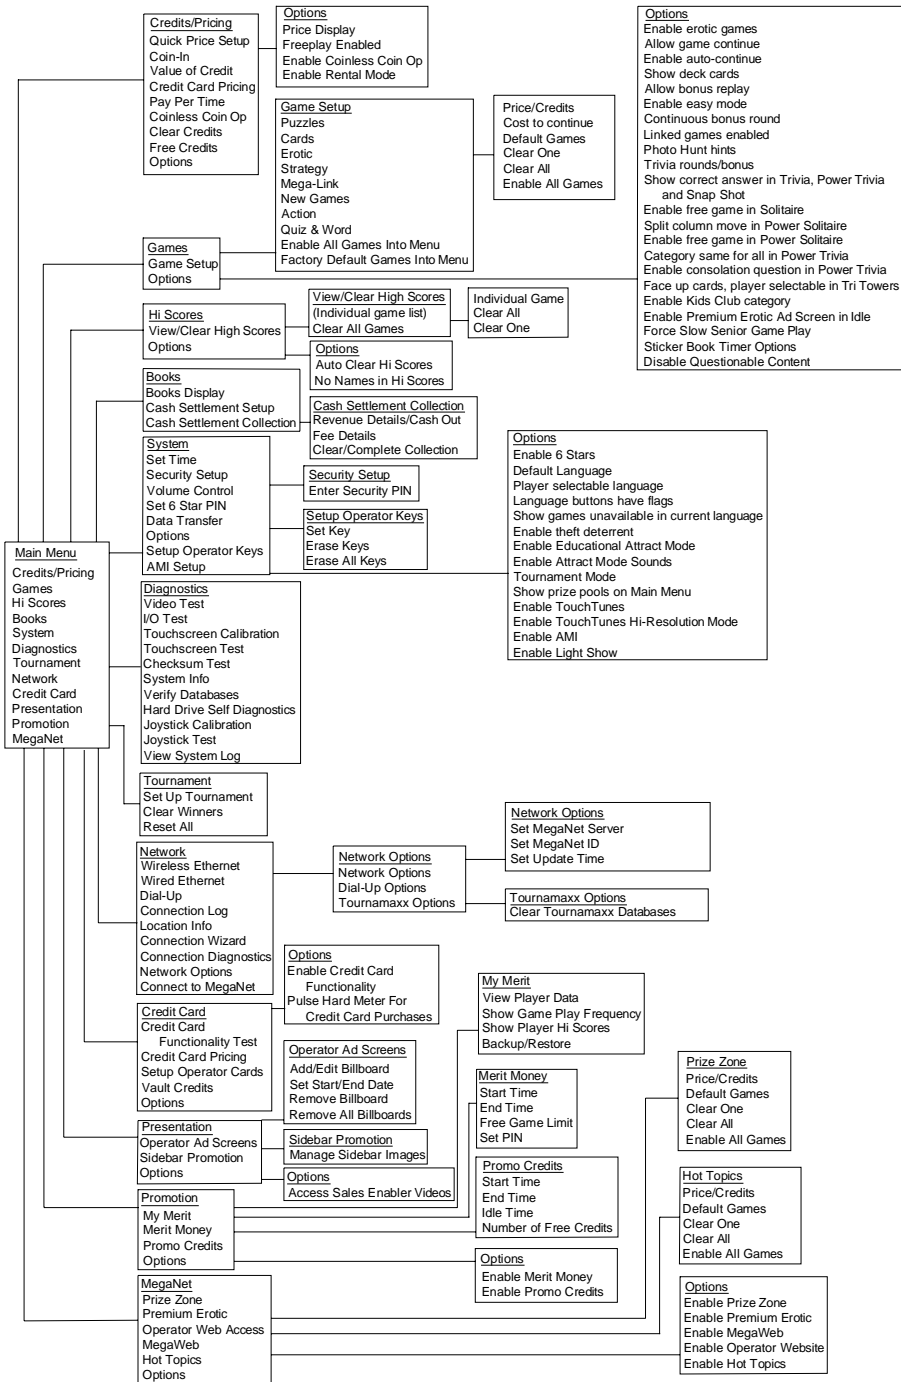 Credits/Pricing
Quick Price Setup
Coin-In
Value of Credit
Credit Card Pricing
Pay Per Time
Coinless Coin Op
Clear Credits
Free Credits
Options
Options
Price Display
Freeplay Enabled
Enable Coinless Coin Op
Enable Rental Mode
Game Setup
Puzzles
Cards
Erotic
Strategy
Mega-Link
New Games
Action
Quiz & Word
Enable All Games Into Menu
Factory Default Games Into Menu
Price/Credits
Cost to continue
Default Games
Clear One
Clear All
Enable All Games
Options
Enable erotic games
Allow game continue
Enable auto-continue
Show deck cards
Allow bonus replay
Enable easy mode
Continuous bonus round
Linked games enabled
Photo Hunt hints
Trivia rounds/bonus
Show correct answer in Trivia, Power Trivia
and Snap Shot
Enable free game in Solitaire
Split column move in Power Solitaire
Enable free game in Power Solitaire
Category same for all in Power Trivia
Enable consolation question in Power Trivia
Face up cards, player selectable in Tri Towers
Enable Kids Club category
Enable Premium Erotic Ad Screen in Idle
Force Slow Senior Game Play
Sticker Book Timer Options
Disable Questionable Content
Games
Game Setup
Options
Hi Scores
View/Clear High Scores
Options
View/Clear High Scores
(Individual game list)
Clear All Games
Individual Game
Clear All
Clear One
Options
Auto Clear Hi Scores
No Names in Hi Scores
Books
Books Display
Cash Settlement Setup
Cash Settlement Collection
Cash Settlement Collection
Revenue Details/Cash Out
Fee Details
Clear/Complete Collection
System
Set Time
Security Setup
Volume Control
Set 6 Star PIN
Data Transfer
Options
Setup Operator Keys
AMI Setup
Security Setup
Enter Security PIN
Setup Operator Keys
Set Key
Erase Keys
Erase All Keys
Options
Enable 6 Stars
Default Language
Player selectable language
Language buttons have flags
Show games unavailable in current language
Enable theft deterrent
Enable Educational Attract Mode
Enable Attract Mode Sounds
Tournament Mode
Show prize pools on Main Menu
Enable TouchTunes
Enable TouchTunes Hi-Resolution Mode
Enable AMI
Enable Light Show
Main Menu
Credits/Pricing
Games
Hi Scores
Books
System
Diagnostics
Tournament
Network
Credit Card
Presentation
Promotion
MegaNet
Diagnostics
Video Test
I/O Test
Touchscreen Calibration
Touchscreen Test
Checksum Test
System Info
Verify Databases
Hard Drive Self Diagnostics
Joystick Calibration
Joystick Test
View System Log
Tournament
Set Up Tournament
Clear Winners
Reset All
Network
Wireless Ethernet
Wired Ethernet
Dial-Up
Connection Log
Location Info
Connection Wizard
Connection Diagnostics
Network Options
Connect to MegaNet
Network Options
Network Options
Dial-Up Options
Tournamaxx Options
Network Options
Set MegaNet Server
Set MegaNet ID
Set Update Time
Tournamaxx Options
Clear Tournamaxx Databases
Credit Card
Credit Card
Functionality Test
Credit Card Pricing
Setup Operator Cards
Vault Credits
Options
Options
Enable Credit Card
Functionality
Pulse Hard Meter For
Credit Card Purchases
Presentation
Operator Ad Screens
Sidebar Promotion
Options
Operator Ad Screens
Add/Edit Billboard
Set Start/End Date
Remove Billboard
Remove All Billboards
Sidebar Promotion
Manage Sidebar Images
Options
Access Sales Enabler Videos
Promotion
My Merit
Merit Money
Promo Credits
Options
My Merit
View Player Data
Show Game Play Frequency
Show Player Hi Scores
Backup/Restore
Merit Money
Start Time
End Time
Free Game Limit
Set PIN
Promo Credits
Start Time
End Time
Idle Time
Number of Free Credits
Options
Enable Merit Money
Enable Promo Credits
MegaNet
Prize Zone
Premium Erotic
Operator Web Access
MegaWeb
Hot Topics
Options
Prize Zone
Price/Credits
Default Games
Clear One
Clear All
Enable All Games
Hot Topics
Price/Credits
Default Games
Clear One
Clear All
Enable All Games
Options
Enable Prize Zone
Enable Premium Erotic
Enable MegaWeb
Enable Operator Website
Enable Hot Topics